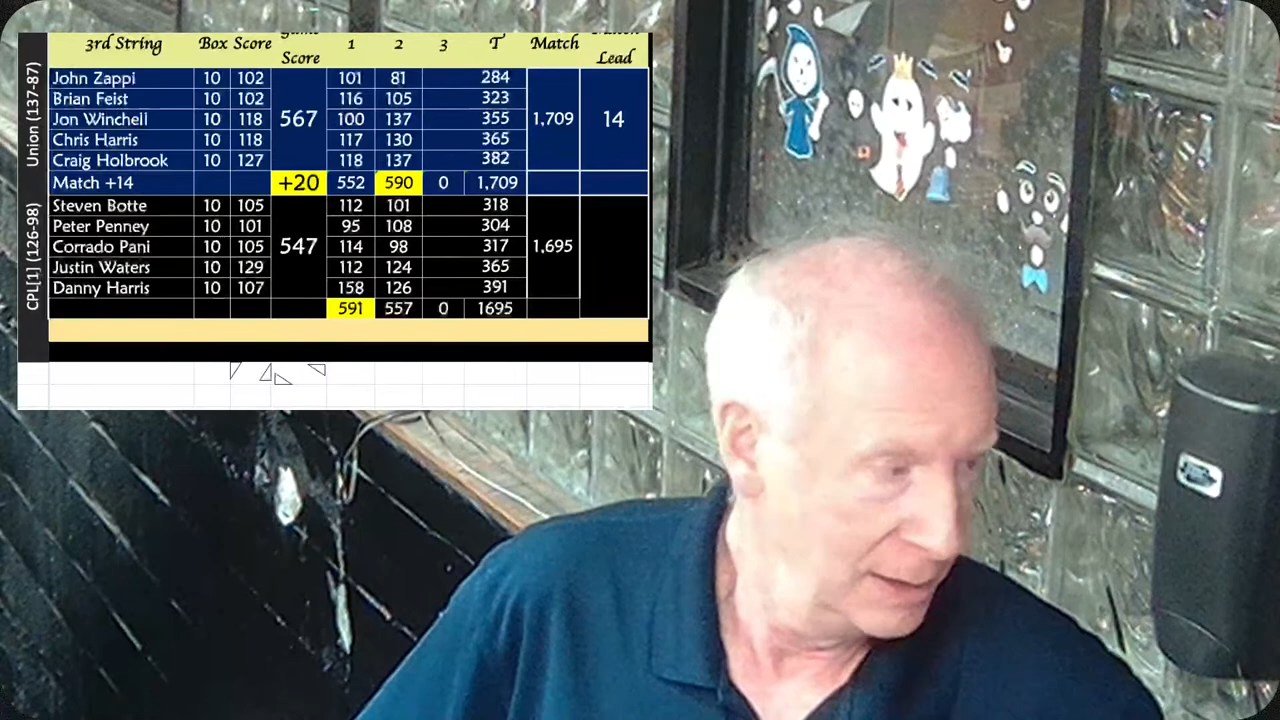 Game Match
3rd String Box Score Score 1 2 3 T Match Lead
Union (137-87)
John Zappi 10 102 101 81 284
Brian Feist 10 102 116 105 323
Jon Winchell 10 118 567 100 137 355 1,709 14
Chris Harris 10 118 117 130 365
Craig Holbrook 10 127 118 137 382
Match +14 +20 552 590 0 1,709
CPL[1] (126-98)
Steven Botte 10 105 112 101 318
Peter Penney 10 101 95 108 304
Corrado Pani 10 105 547 114 98 317 1,695
Justin Waters 10 129 112 124 365
Danny Harris 10 107 158 126 391
591 557 0 1695